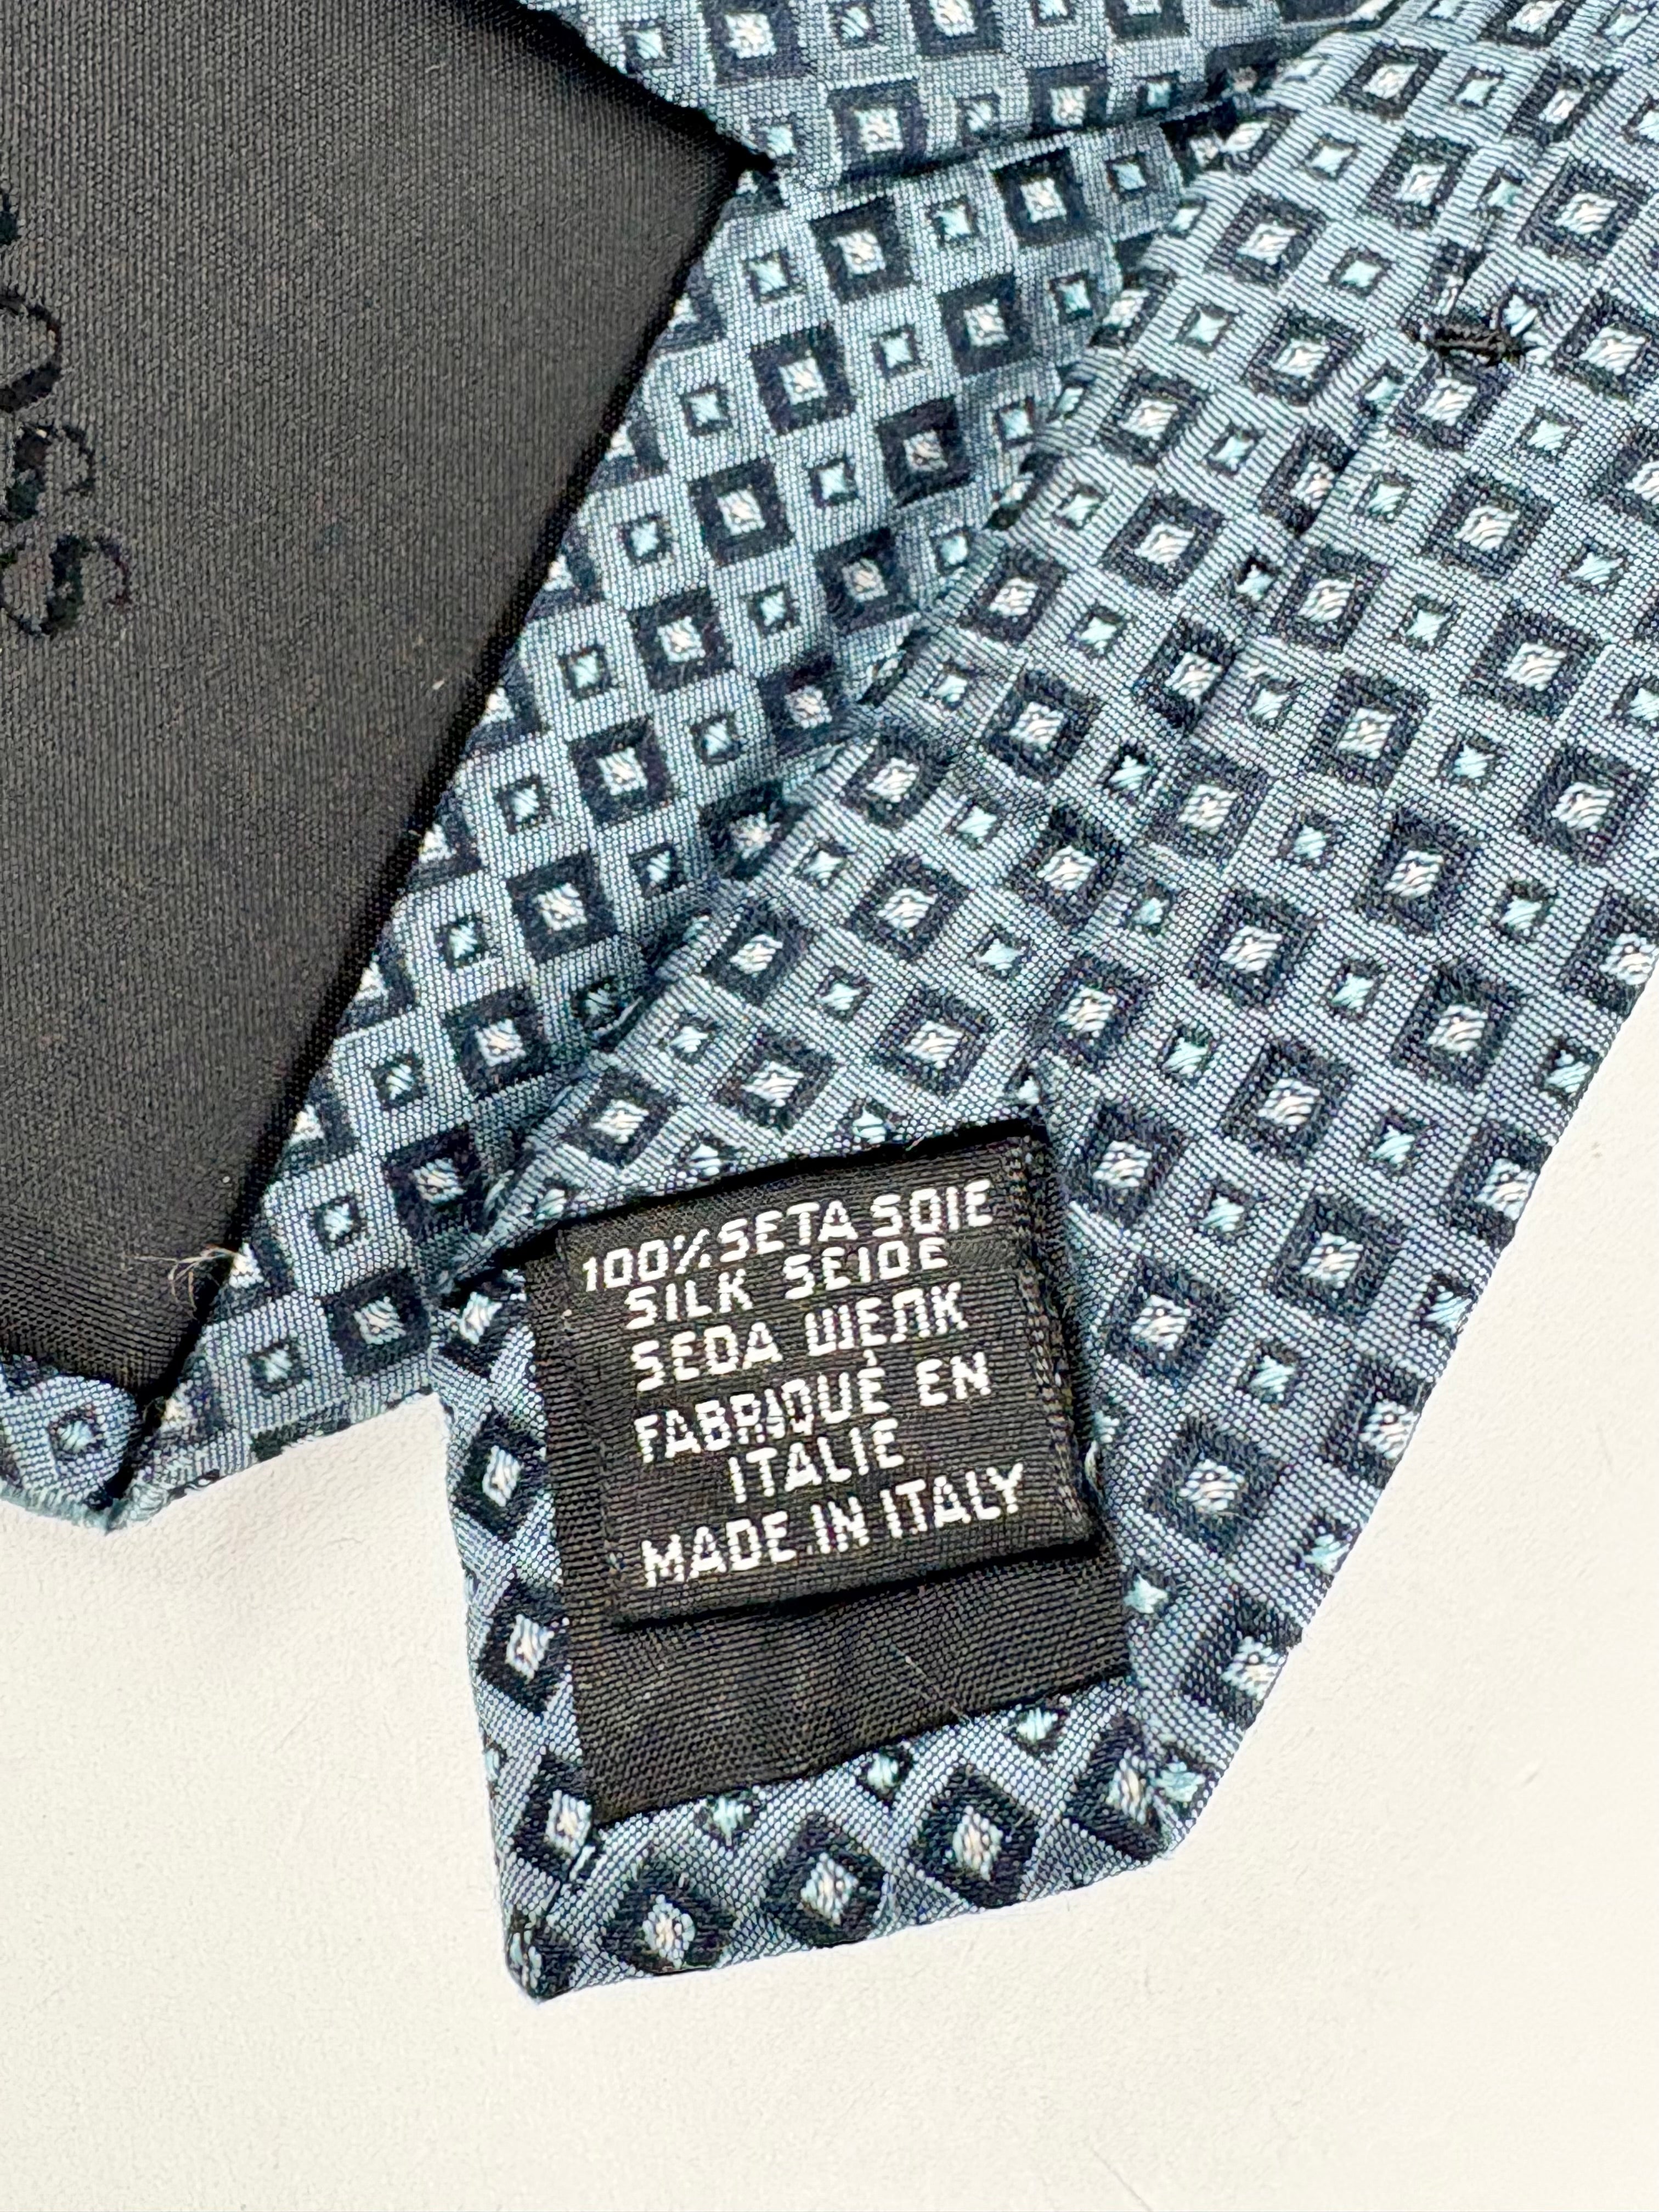 100% SETA SOIE
SILK SEIDE
SEDA ШЕЛК
FABRIQUÉ EN
ITALIE
MADE IN ITALY